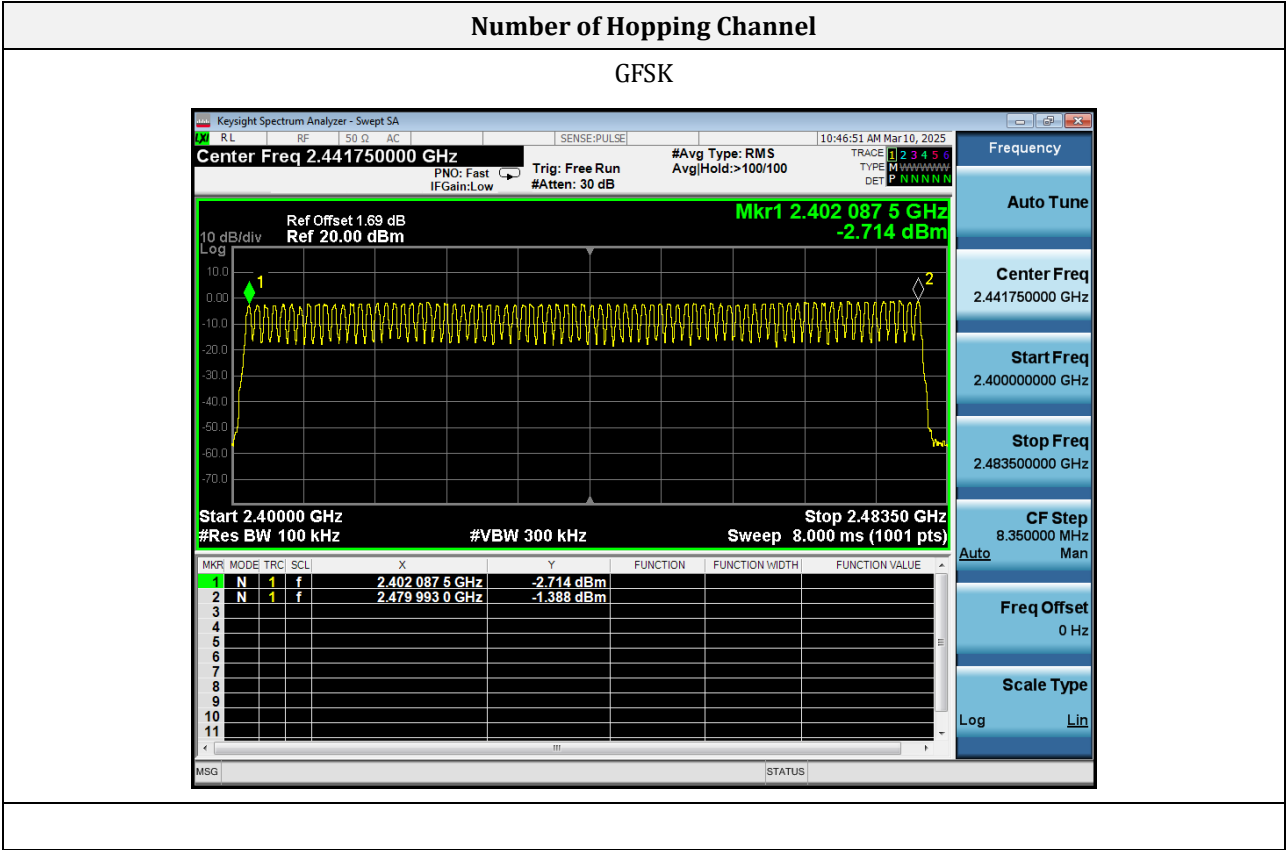 Number of Hopping Channel
GFSK
Keysight Spectrum Analyzer - Swept SA
LXI RL RF 50 Ω AC SENSE:PULSE 10:46:51 AM Mar 10, 2025
Center Freq 2.441750000 GHz
PNO: Fast
IFGain:Low
Trig: Free Run
#Atten: 30 dB
#Avg Type: RMS
Avg|Hold:>100/100
TRACE 1 2 3 4 5 6
TYPE M W W W W W
DET P N N N N N
Ref Offset 1.69 dB
10 dB/div Ref 20.00 dBm
Log
Mkr1 2.402 087 5 GHz
-2.714 dBm
10.0
0.00
-10.0
-20.0
-30.0
-40.0
-50.0
-60.0
-70.0
1
2
Start 2.40000 GHz Stop 2.48350 GHz
#Res BW 100 kHz #VBW 300 kHz Sweep 8.000 ms (1001 pts)
MKR MODE TRC SCL X Y FUNCTION FUNCTION WIDTH FUNCTION VALUE
1 N 1 f 2.402 087 5 GHz -2.714 dBm
2 N 1 f 2.479 993 0 GHz -1.388 dBm
3
4
5
6
7
8
9
10
11
MSG STATUS
Frequency
Auto Tune
Center Freq
2.441750000 GHz
Start Freq
2.400000000 GHz
Stop Freq
2.483500000 GHz
CF Step
8.350000 MHz
Auto Man
Freq Offset
0 Hz
Scale Type
Log Lin